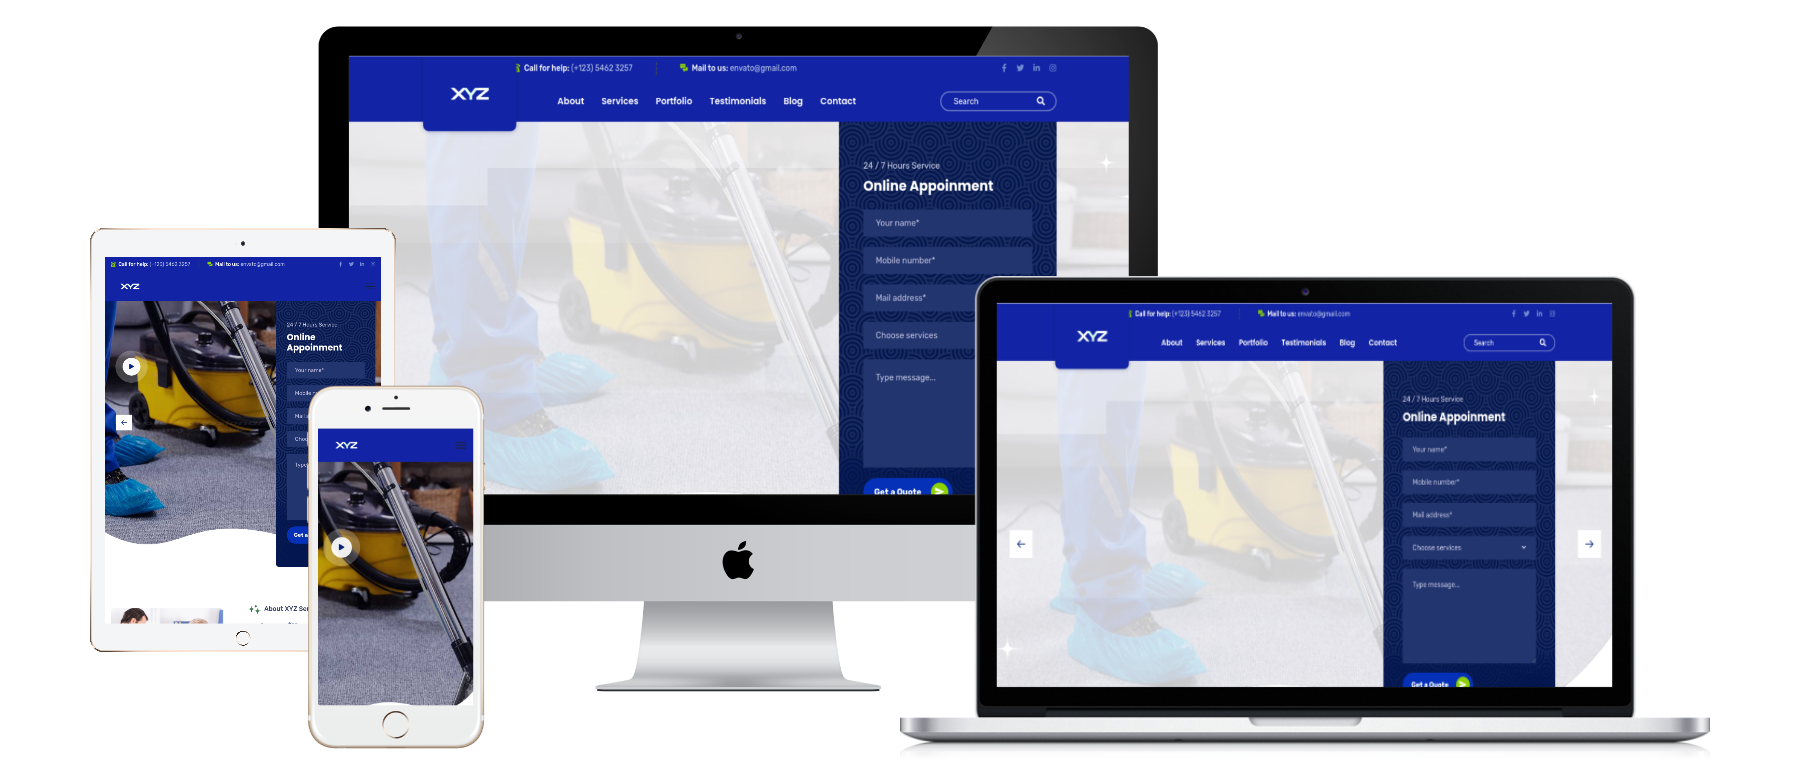 Call for help: (+123) 5462 3257
Mail to us: envato@gmail.com
XYZ
About Services Portfolio Testimonials Blog Contact
Search
24 / 7 Hours Service
Online Appoinment
Your name*
Mobile number*
Mail address*
Choose services
Type message...
Get a Quote
Call for help: (+123) 5462 3257
Mail to us: envato@gmail.com
XYZ
24 / 7 Hours Service
Online
Appoinment
Your name*
Mobile n
Mail
Choo
Type
Get a
About XYZ Ser
XYZ
Call for help: (+123) 5462 3257
Mail to us: envato@gmail.com
XYZ
About Services Portfolio Testimonials Blog Contact
Search
24 / 7 Hours Service
Online Appoinment
Your name*
Mobile number*
Mail address*
Choose services
Type message...
Get a Quote